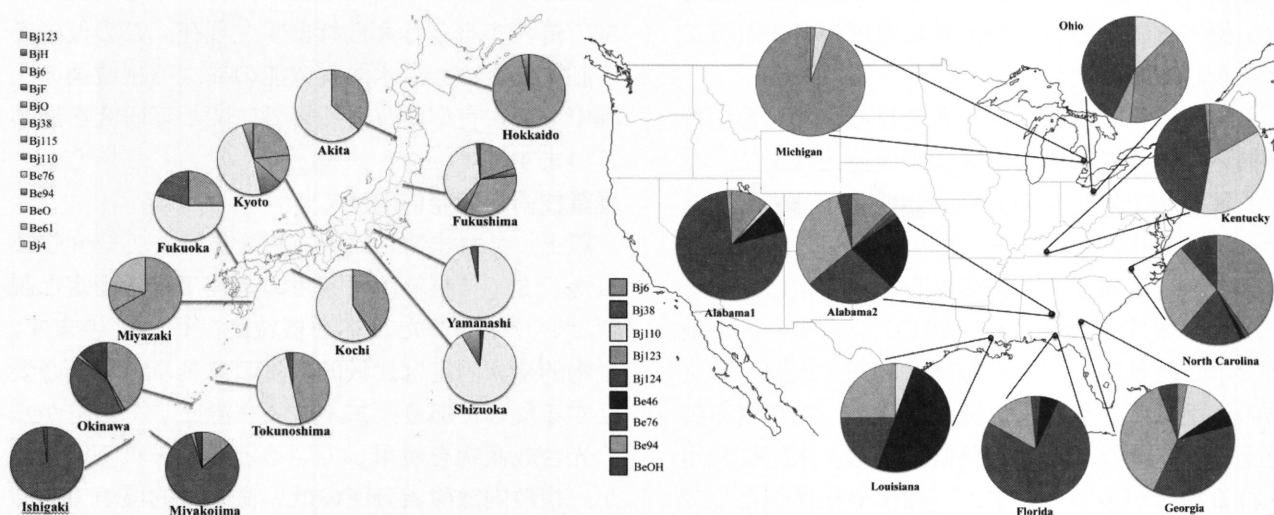 Bj123
BjH
Bj6
BjF
BjO
Bj38
Bj115
Bj110
Be76
Be94
BeO
Be61
Bj4
Hokkaido
Akita
Kyoto
Fukushima
Fukuoka
Yamanashi
Miyazaki
Kochi
Shizuoka
Okinawa
Tokunoshima
Ishigaki
Miyakojima
Ohio
Michigan
Kentucky
Alabama1
Alabama2
North Carolina
Bj6
Bj38
Bj110
Bj123
Bj124
Be46
Be76
Be94
BeOH
Louisiana
Florida
Georgia